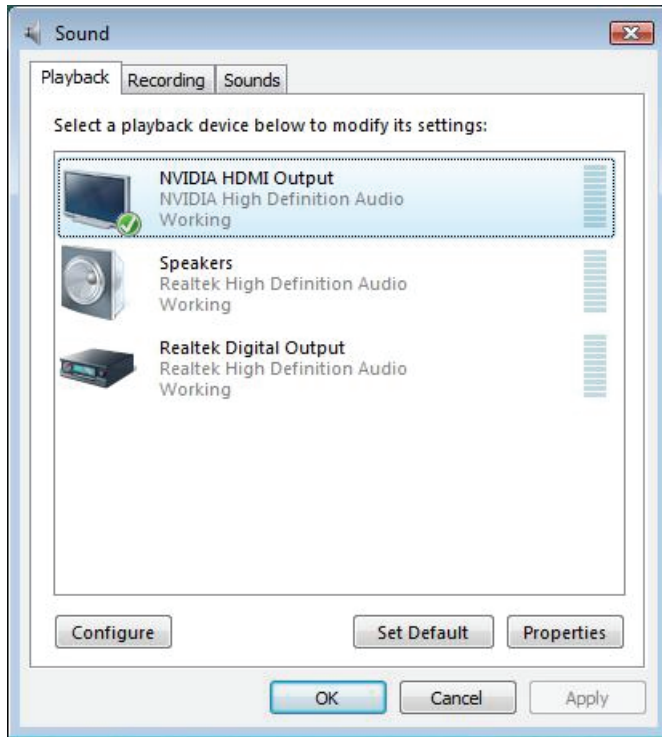 Sound
Playback Recording Sounds
Select a playback device below to modify its settings:
NVIDIA HDMI Output
NVIDIA High Definition Audio
Working
Speakers
Realtek High Definition Audio
Working
Realtek Digital Output
Realtek High Definition Audio
Working
Configure Set Default Properties
OK Cancel Apply